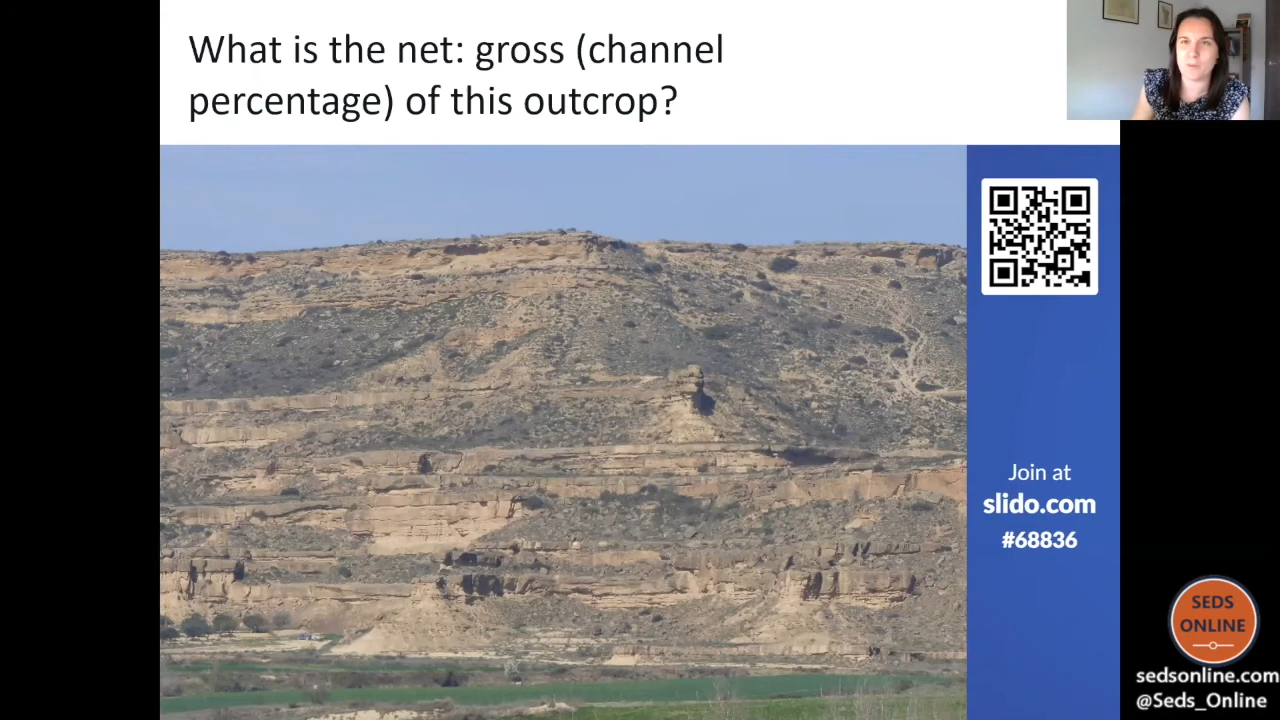 What is the net: gross (channel
percentage) of this outcrop?
Join at
slido.com
#68836
SEDS
ONLINE
sedsonline.com
@Seds_Online